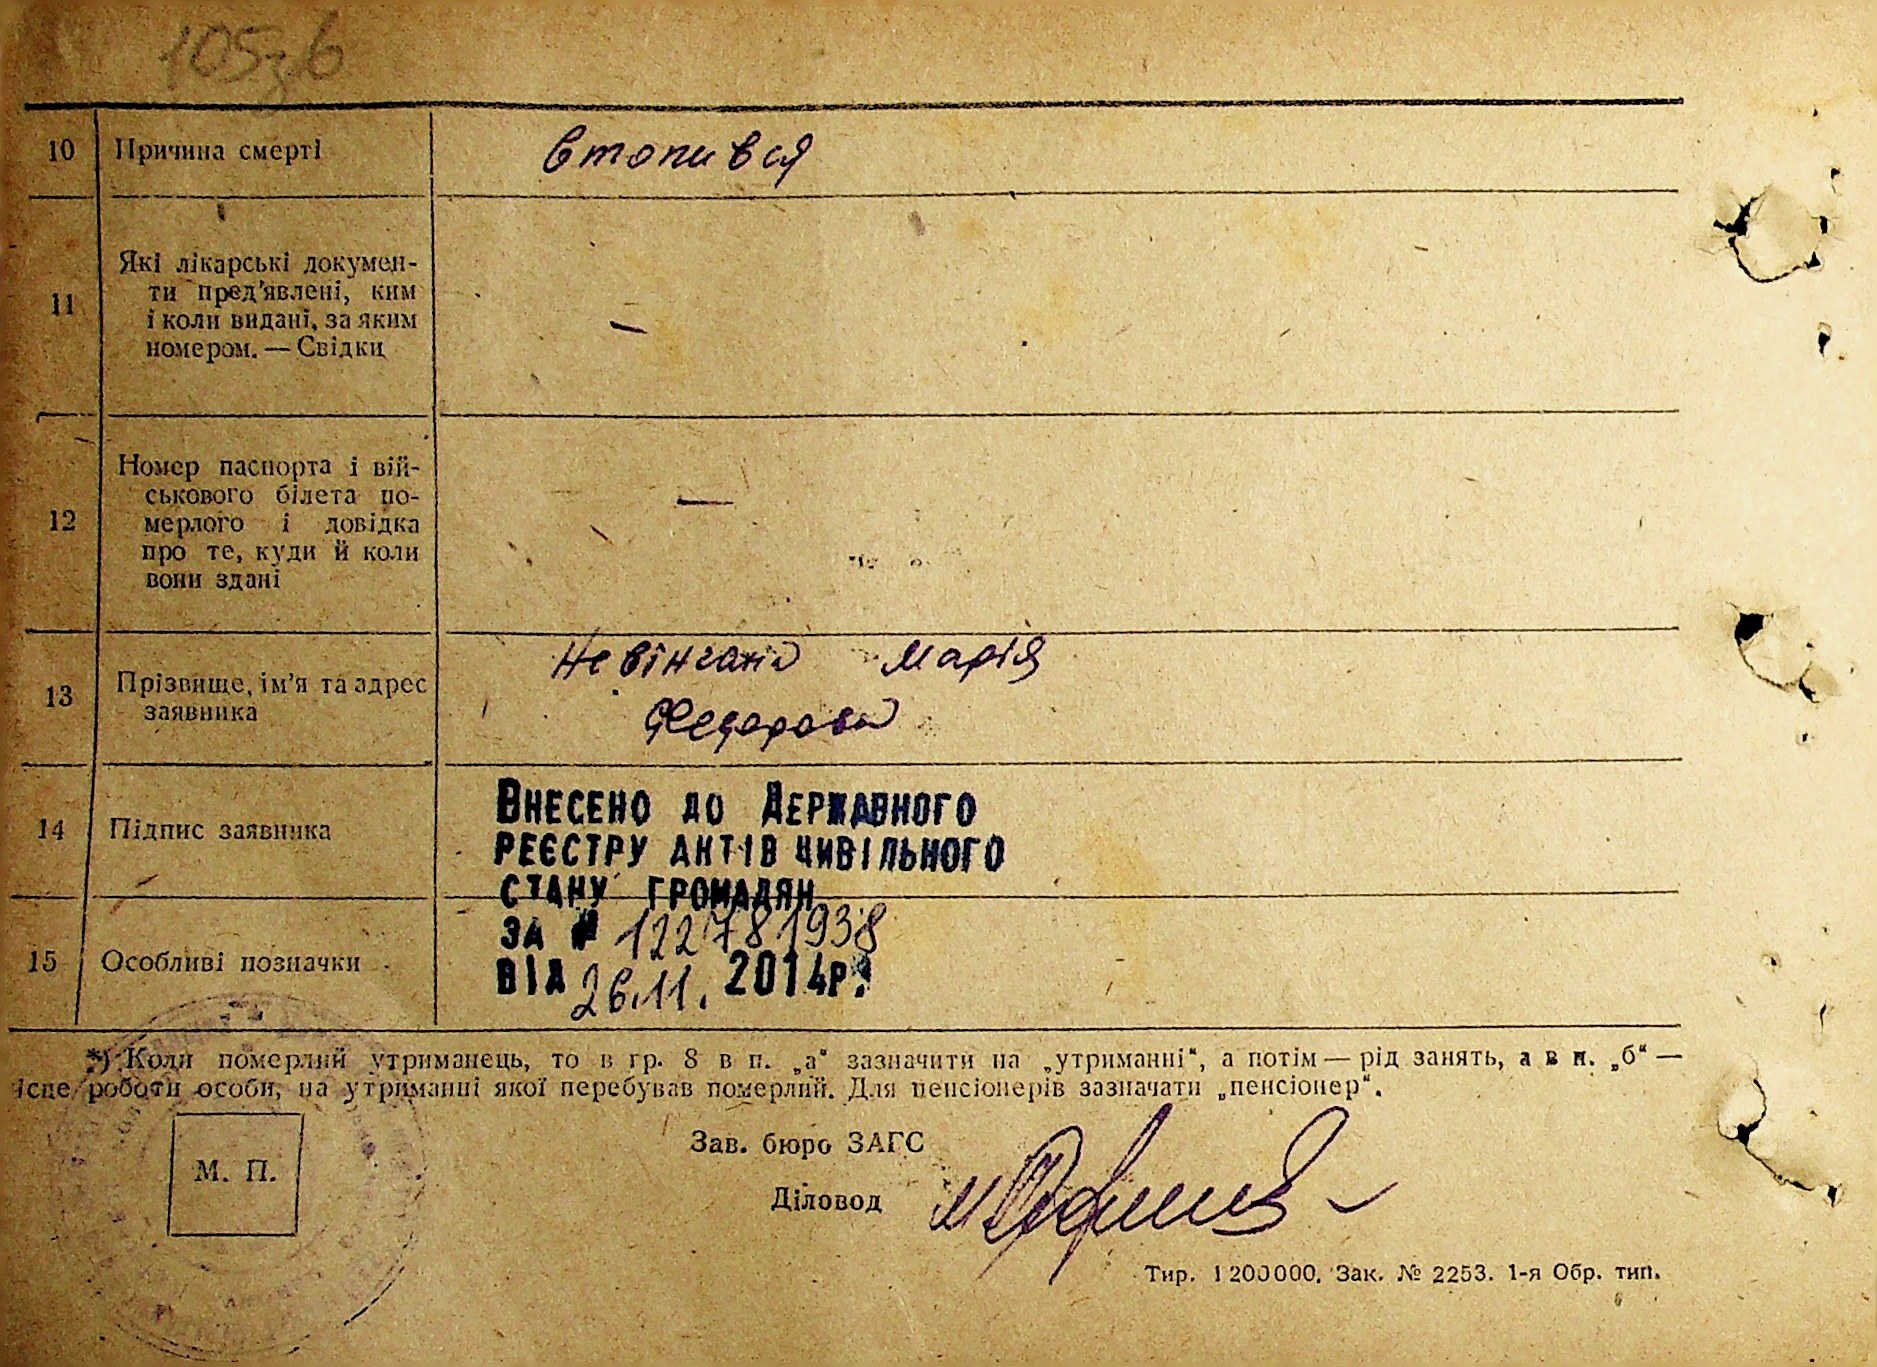 105зв
10 Причина смерті Втопився
11 Які лікарські докумен-
ти пред'явлені, ким
і коли видані, за яким
номером. — Свідки —
12 Номер паспорта і вій-
ськового білета по-
мерлого і довідка
про те, куди й коли
вони здані —
13 Прізвище, ім'я та адрес
заявника
Марія
14 Підпис заявника
ВНЕСЕНО ДО ДЕРЖАВНОГО
РЕЄСТРУ АКТІВ ЦИВІЛЬНОГО
СТАНУ ГРОМАДЯН
ЗА № 122781938
15 Особливі позначки
ВІД 26.11. 2014р.
*) Коли померлий утриманець, то в гр. 8 в п. „а“ зазначити на „утриманні“, а потім — рід занять, а в п. „б“ —
ісце роботи особи, на утриманні якої перебував померлий. Для пенсіонерів зазначати „пенсіонер“.
М. П.
Зав. бюро ЗАГС
Діловод
Тир. 1200000. Зак. № 2253. 1-я Обр. тип.